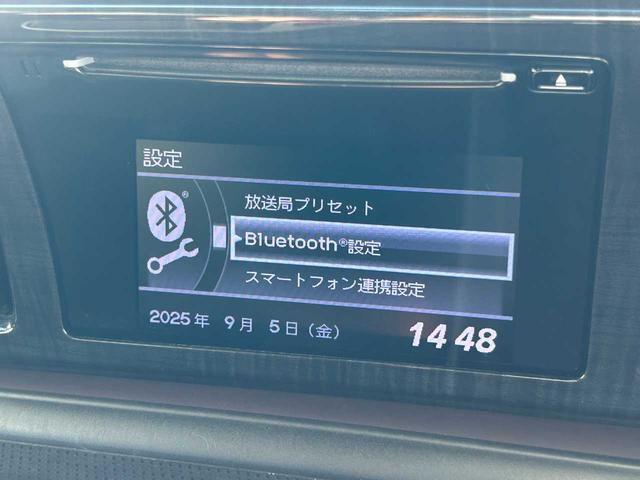 設定
放送局プリセット
Bluetooth®設定
スマートフォン連携設定
2025年 9月 5日(金)
14 48